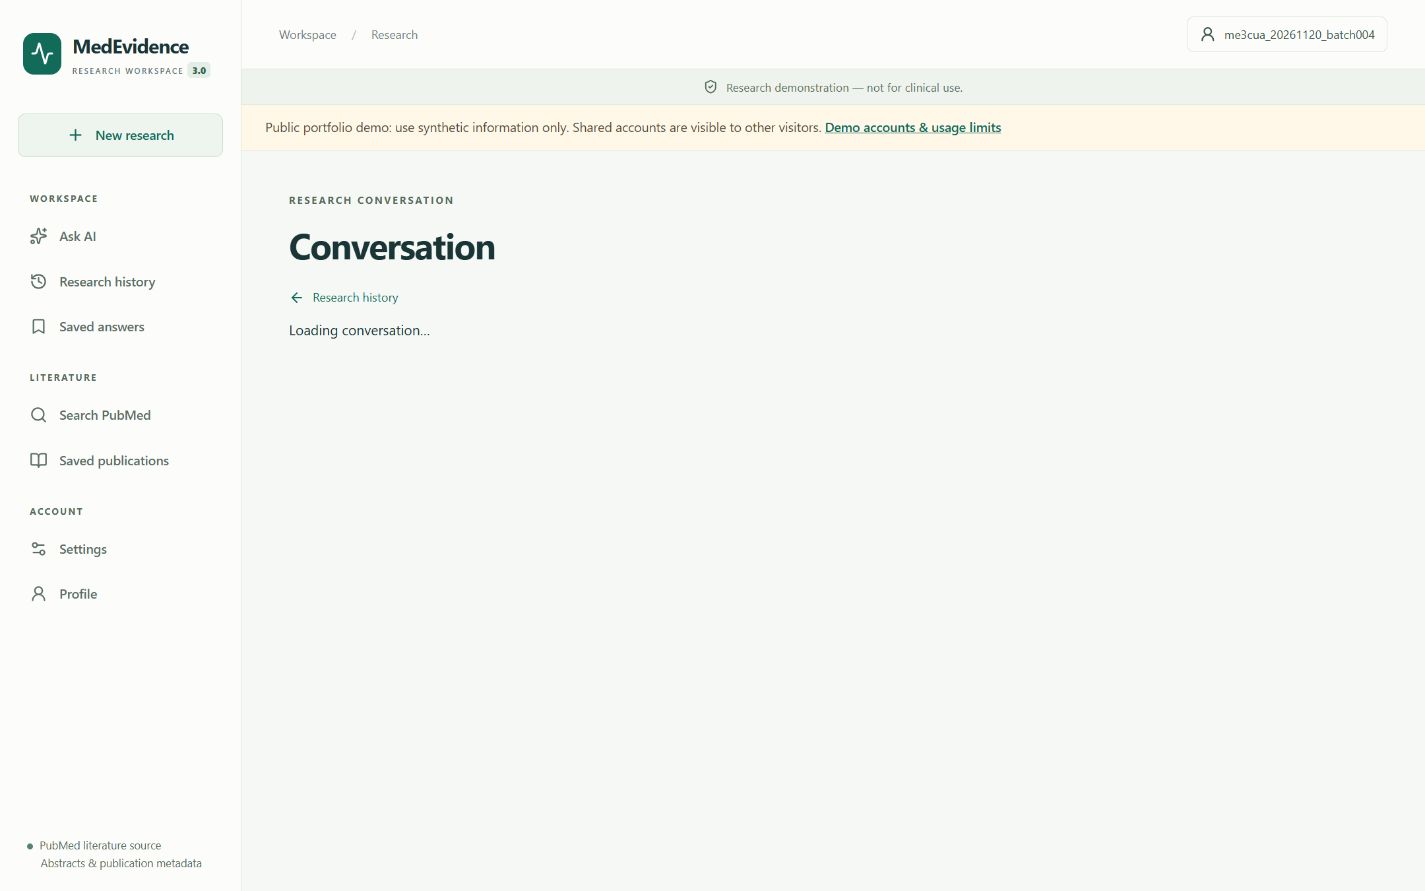 MedEvidence
RESEARCH WORKSPACE 3.0
New research
WORKSPACE
Ask AI
Research history
Saved answers
LITERATURE
Search PubMed
Saved publications
ACCOUNT
Settings
Profile
PubMed literature source
Abstracts & publication metadata
Workspace / Research
me3cua_20261120_batch004
Research demonstration — not for clinical use.
Public portfolio demo: use synthetic information only. Shared accounts are visible to other visitors. Demo accounts & usage limits
RESEARCH CONVERSATION
Conversation
Research history
Loading conversation...